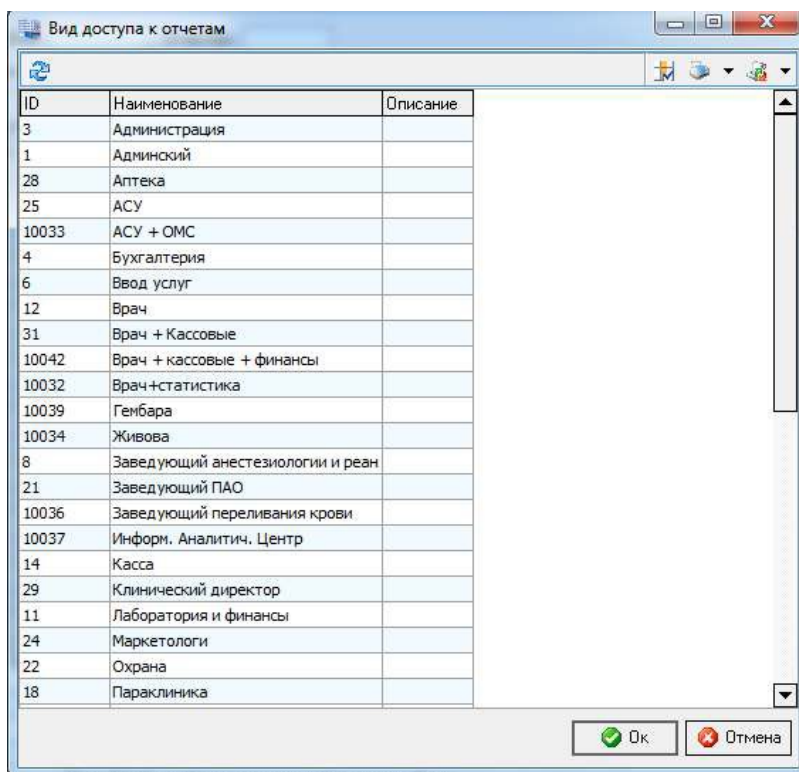 Вид доступа к отчетам
ID Наименование Описание
3 Администрация
1 Админский
28 Аптека
25 АСУ
10033 АСУ + ОМС
4 Бухгалтерия
6 Ввод услуг
12 Врач
31 Врач + Кассовые
10042 Врач + кассовые + финансы
10032 Врач+статистика
10039 Гембара
10034 Живова
8 Заведующий анестезиологии и реан
21 Заведующий ПАО
10036 Заведующий переливания крови
10037 Информ. Аналитич. Центр
14 Касса
29 Клинический директор
11 Лаборатория и финансы
24 Маркетологи
22 Охрана
18 Параклиника
Ок Отмена